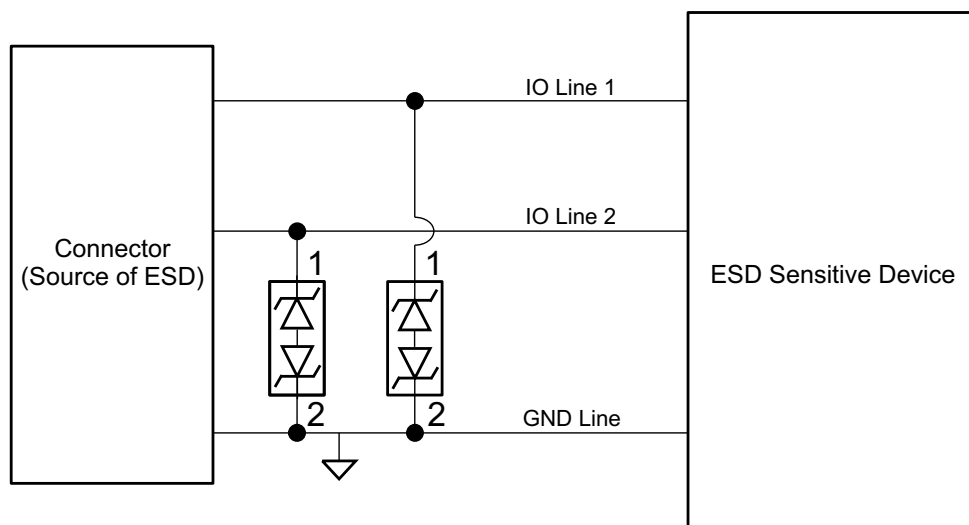 IO Line 1
IO Line 2
Connector
(Source of ESD)
1
1
ESD Sensitive Device
2
2
GND Line